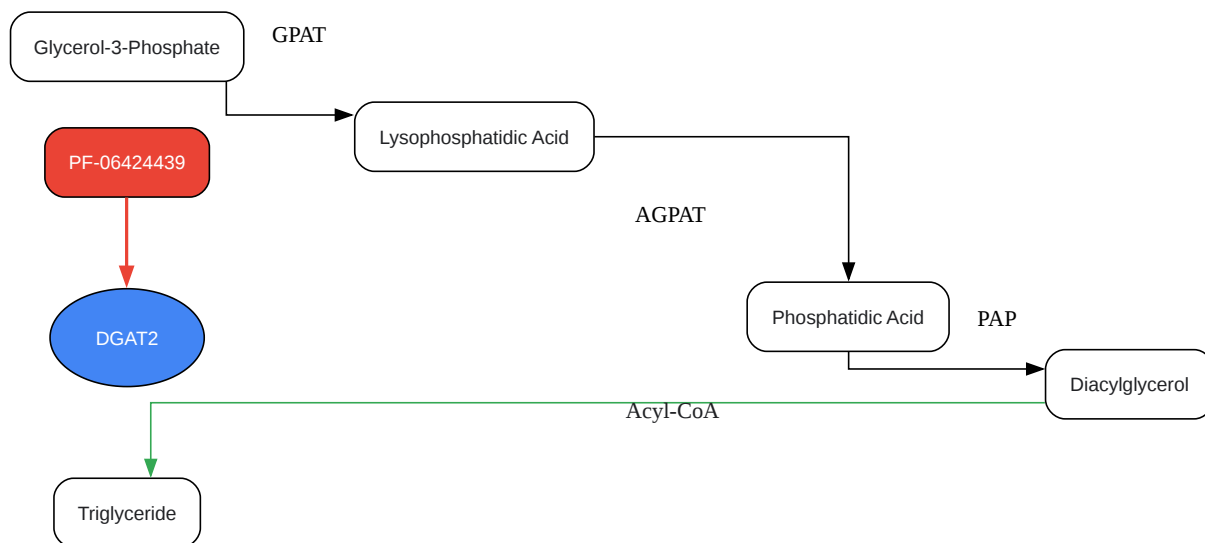 Glycerol-3-Phosphate
GPAT
Lysophosphatidic Acid
PF-06424439
AGPAT
Phosphatidic Acid
PAP
DGAT2
Diacylglycerol
Acyl-CoA
Triglyceride